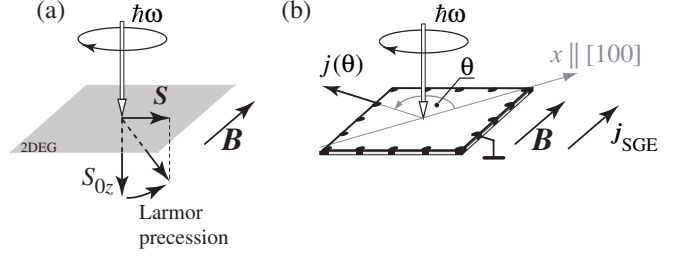 (a)
ħω
S
2DEG
B
S0z
Larmor
precession
(b)
ħω
j(θ)
θ
x || [100]
B
jSGE